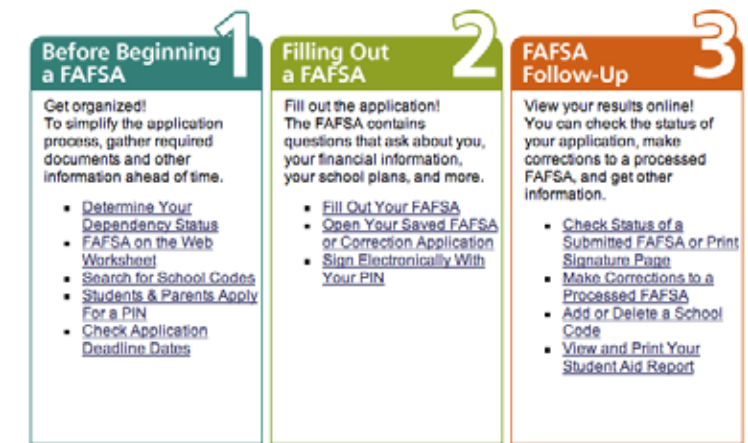 1
Before Beginning
a FAFSA
Get organized!
To simplify the application
process, gather required
documents and other
information ahead of time.
Determine Your
Dependency Status
FAFSA on the Web
Worksheet
Search for School Codes
Students & Parents Apply
For a PIN
Check Application
Deadline Dates
2
Filling Out
a FAFSA
Fill out the application!
The FAFSA contains
questions that ask about you,
your financial information,
your school plans, and more.
Fill Out Your FAFSA
Open Your Saved FAFSA
or Correction Application
Sign Electronically With
Your PIN
3
FAFSA
Follow-Up
View your results online!
You can check the status of
your application, make
corrections to a processed
FAFSA, and get other
information.
Check Status of a
Submitted FAFSA or Print
Signature Page
Make Corrections to a
Processed FAFSA
Add or Delete a School
Code
View and Print Your
Student Aid Report